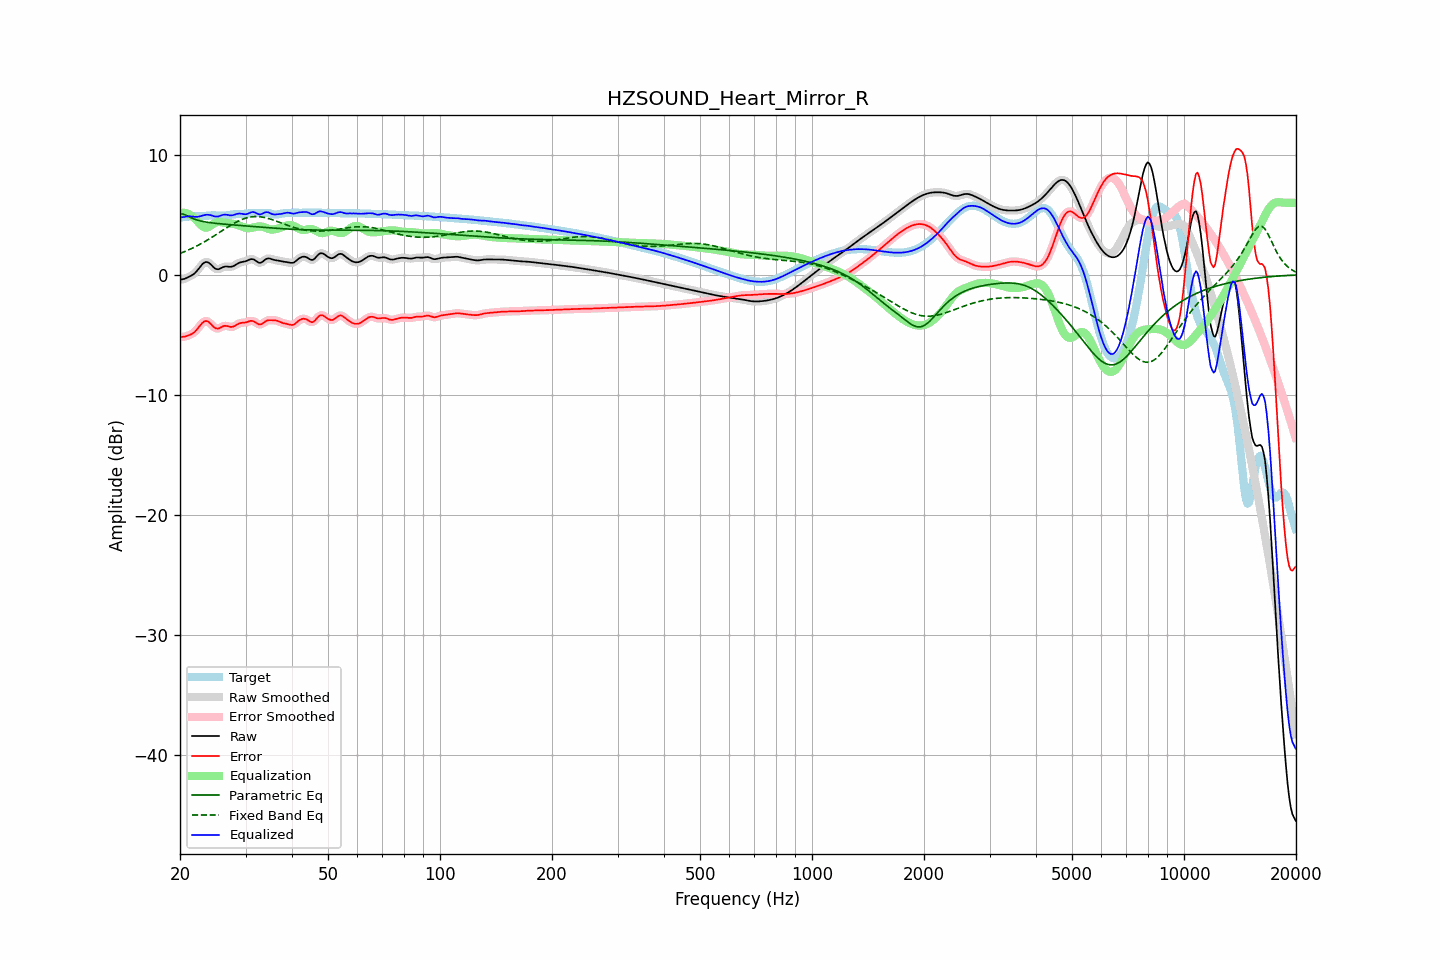 HZSOUND_Heart_Mirror_R
10
0
−10
−20
−30
−40
Amplitude (dBr)
Target
Raw Smoothed
Error Smoothed
Raw
Error
Equalization
Parametric Eq
Fixed Band Eq
Equalized
20 50 100 200 500 1000 2000 5000 10000 20000
Frequency (Hz)